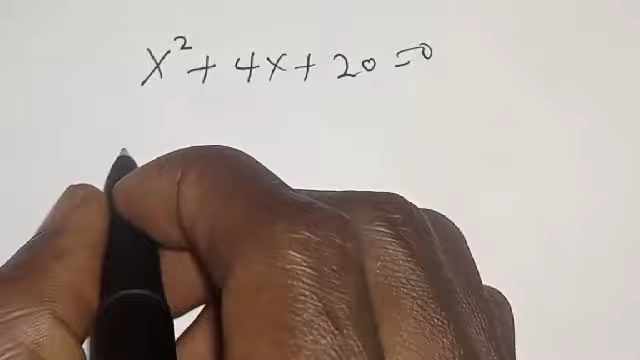 x² + 4x + 20 = 0